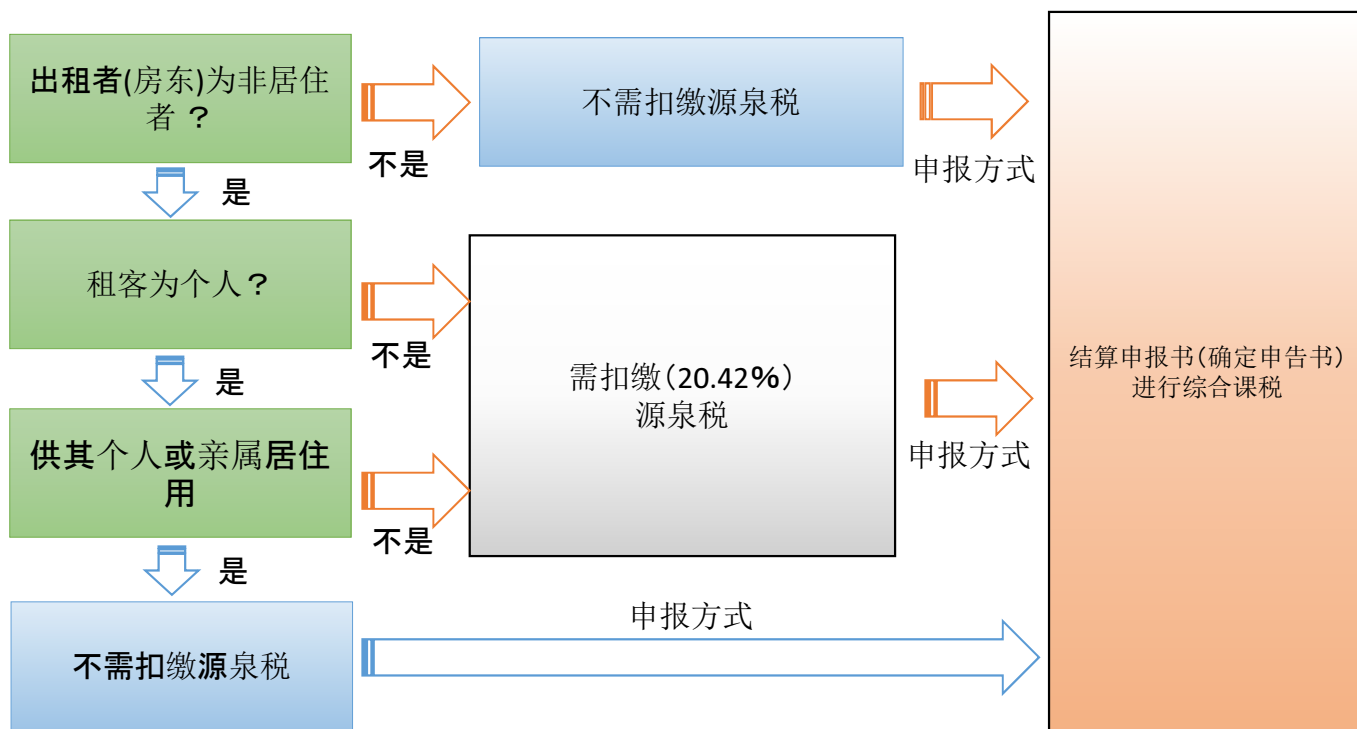 出租者(房东)为非居住
者 ？
不是
不需扣缴源泉税
申报方式
是
租客为个人？
不是
需扣缴（20.42%）
源泉税
申报方式
结算申报书（确定申告书）
进行综合课税
是
供其个人或亲属居住
用
不是
是
不需扣缴源泉税
申报方式